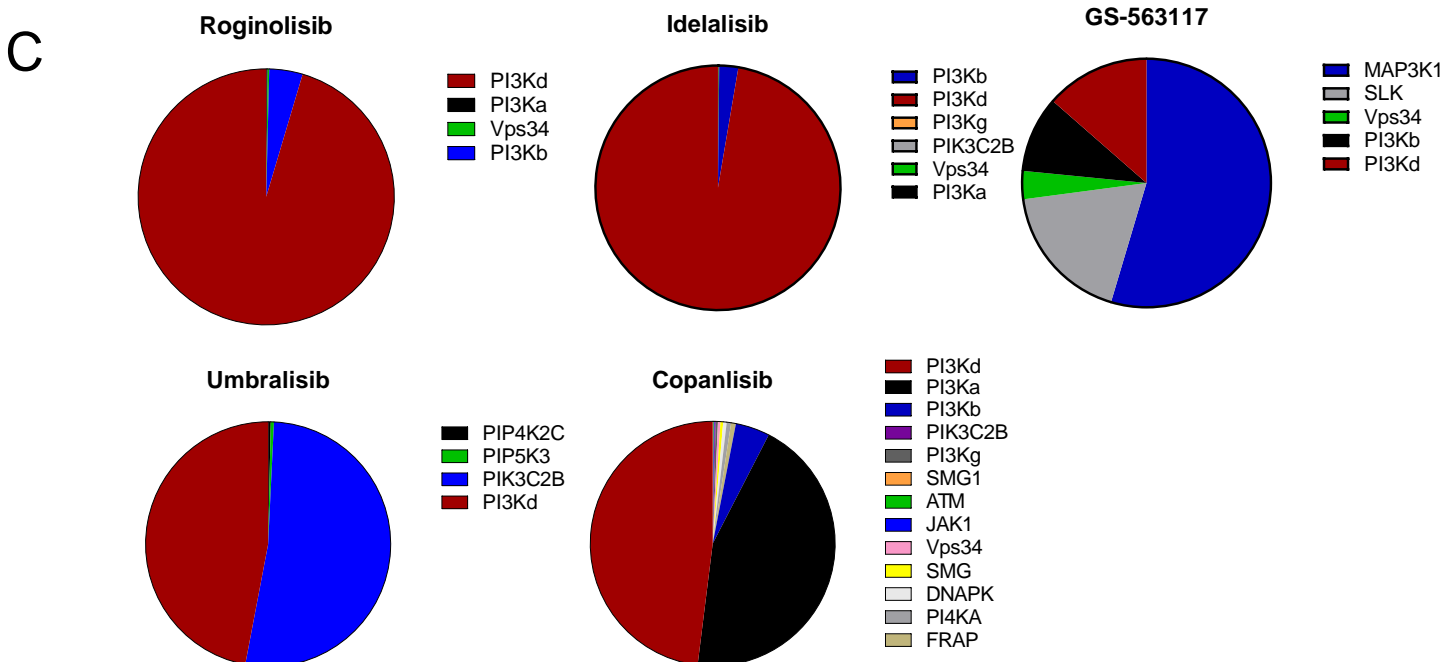 C
Roginolisib
PI3Kd
PI3Ka
Vps34
PI3Kb
Idelalisib
PI3Kb
PI3Kd
PI3Kg
PIK3C2B
Vps34
PI3Ka
GS-563117
MAP3K1
SLK
Vps34
PI3Kb
PI3Kd
Umbralisib
PIP4K2C
PIP5K3
PIK3C2B
PI3Kd
Copanlisib
PI3Kd
PI3Ka
PI3Kb
PIK3C2B
PI3Kg
SMG1
ATM
JAK1
Vps34
SMG
DNAPK
PI4KA
FRAP